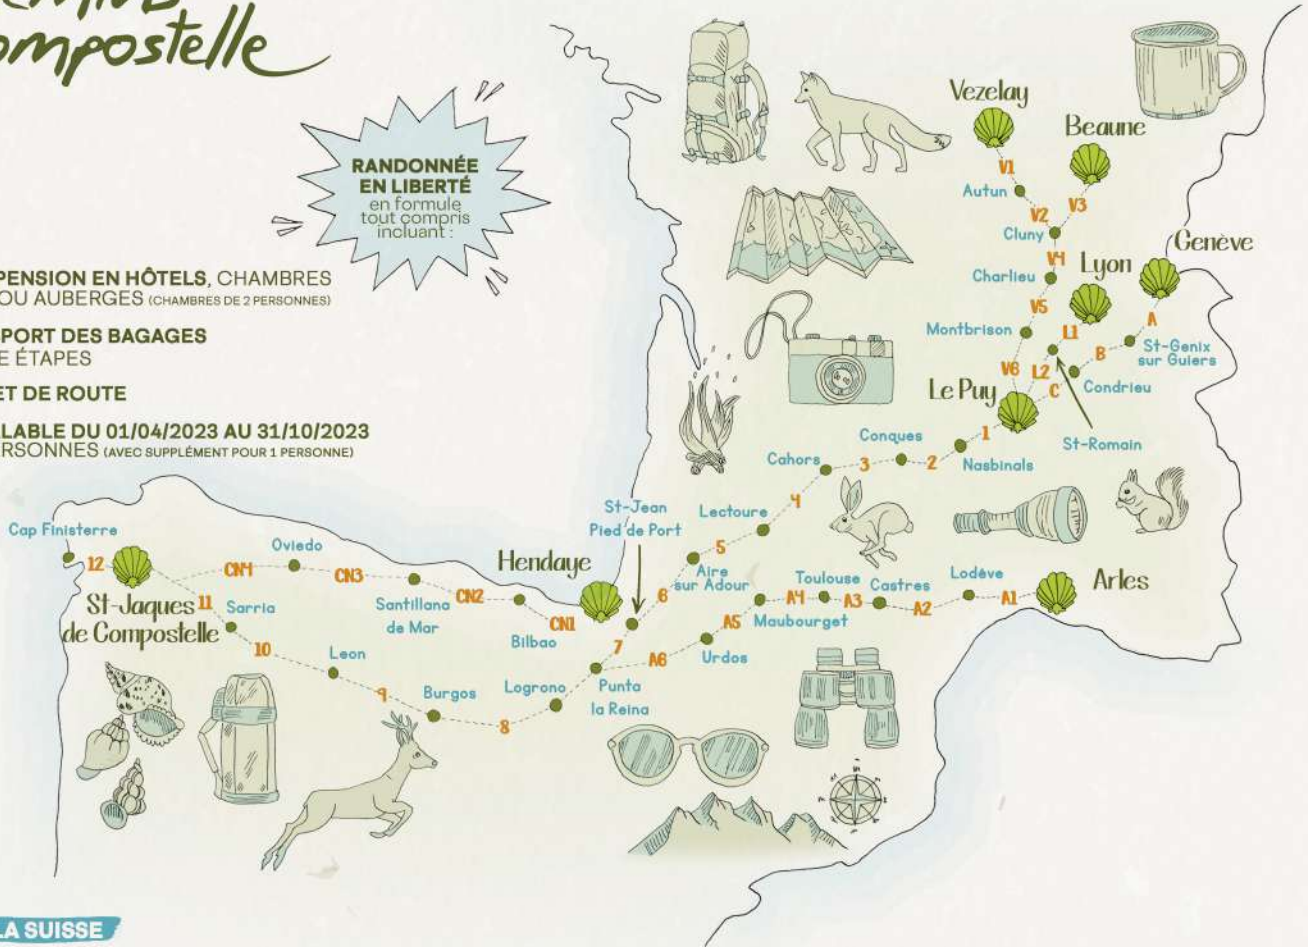 ompostelle
RANDONNÉE
EN LIBERTÉ
en formule
tout compris
incluant :
PENSION EN HÔTELS, CHAMBRES
OU AUBERGES (CHAMBRES DE 2 PERSONNES)
SPORT DES BAGAGES
E ÉTAPES
ET DE ROUTE
LABLE DU 01/04/2023 AU 31/10/2023
ERSONNES (AVEC SUPPLÉMENT POUR 1 PERSONNE)
Vezelay
Beaune
V1
Autun
V2
V3
Cluny
Genève
V4
Lyon
Charlieu
V5
A
Montbrison
L1
B
St-Genix
sur Guiers
V6
L2
C
Condrieu
Le Puy
1
St-Romain
Conques
Cahors
3
2
Nasbinals
4
St-Jean
Pied de Port
Lectoure
5
Cap Finisterre
Oviedo
Hendaye
12
CN4
CN3
Aire
sur Adour
Toulouse
Castres
Lodéve
Arles
St-Jaques
de Compostelle
11
Sarria
Santillana
de Mar
CN2
Bilbao
CN1
6
A4
A3
A2
A1
Maubourget
A5
10
7
A6
Urdos
Leon
9
Burgos
Logrono
Punta
la Reina
8
LA SUISSE